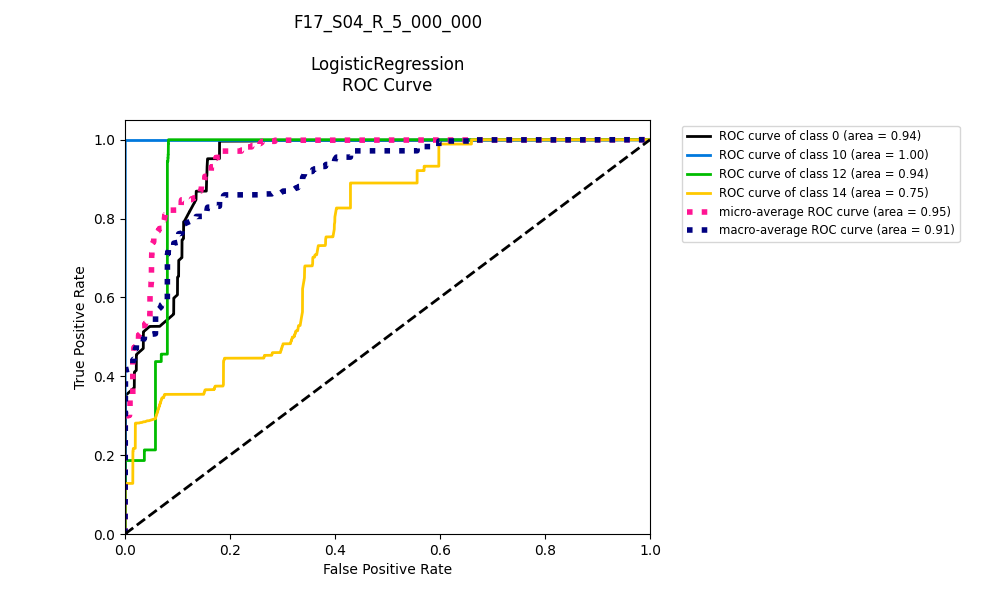 F17_S04_R_5_000_000
LogisticRegression
ROC Curve
True Positive Rate
1.0
0.8
0.6
0.4
0.2
0.0
0.0 0.2 0.4 0.6 0.8 1.0
False Positive Rate
ROC curve of class 0 (area = 0.94)
ROC curve of class 10 (area = 1.00)
ROC curve of class 12 (area = 0.94)
ROC curve of class 14 (area = 0.75)
micro-average ROC curve (area = 0.95)
macro-average ROC curve (area = 0.91)